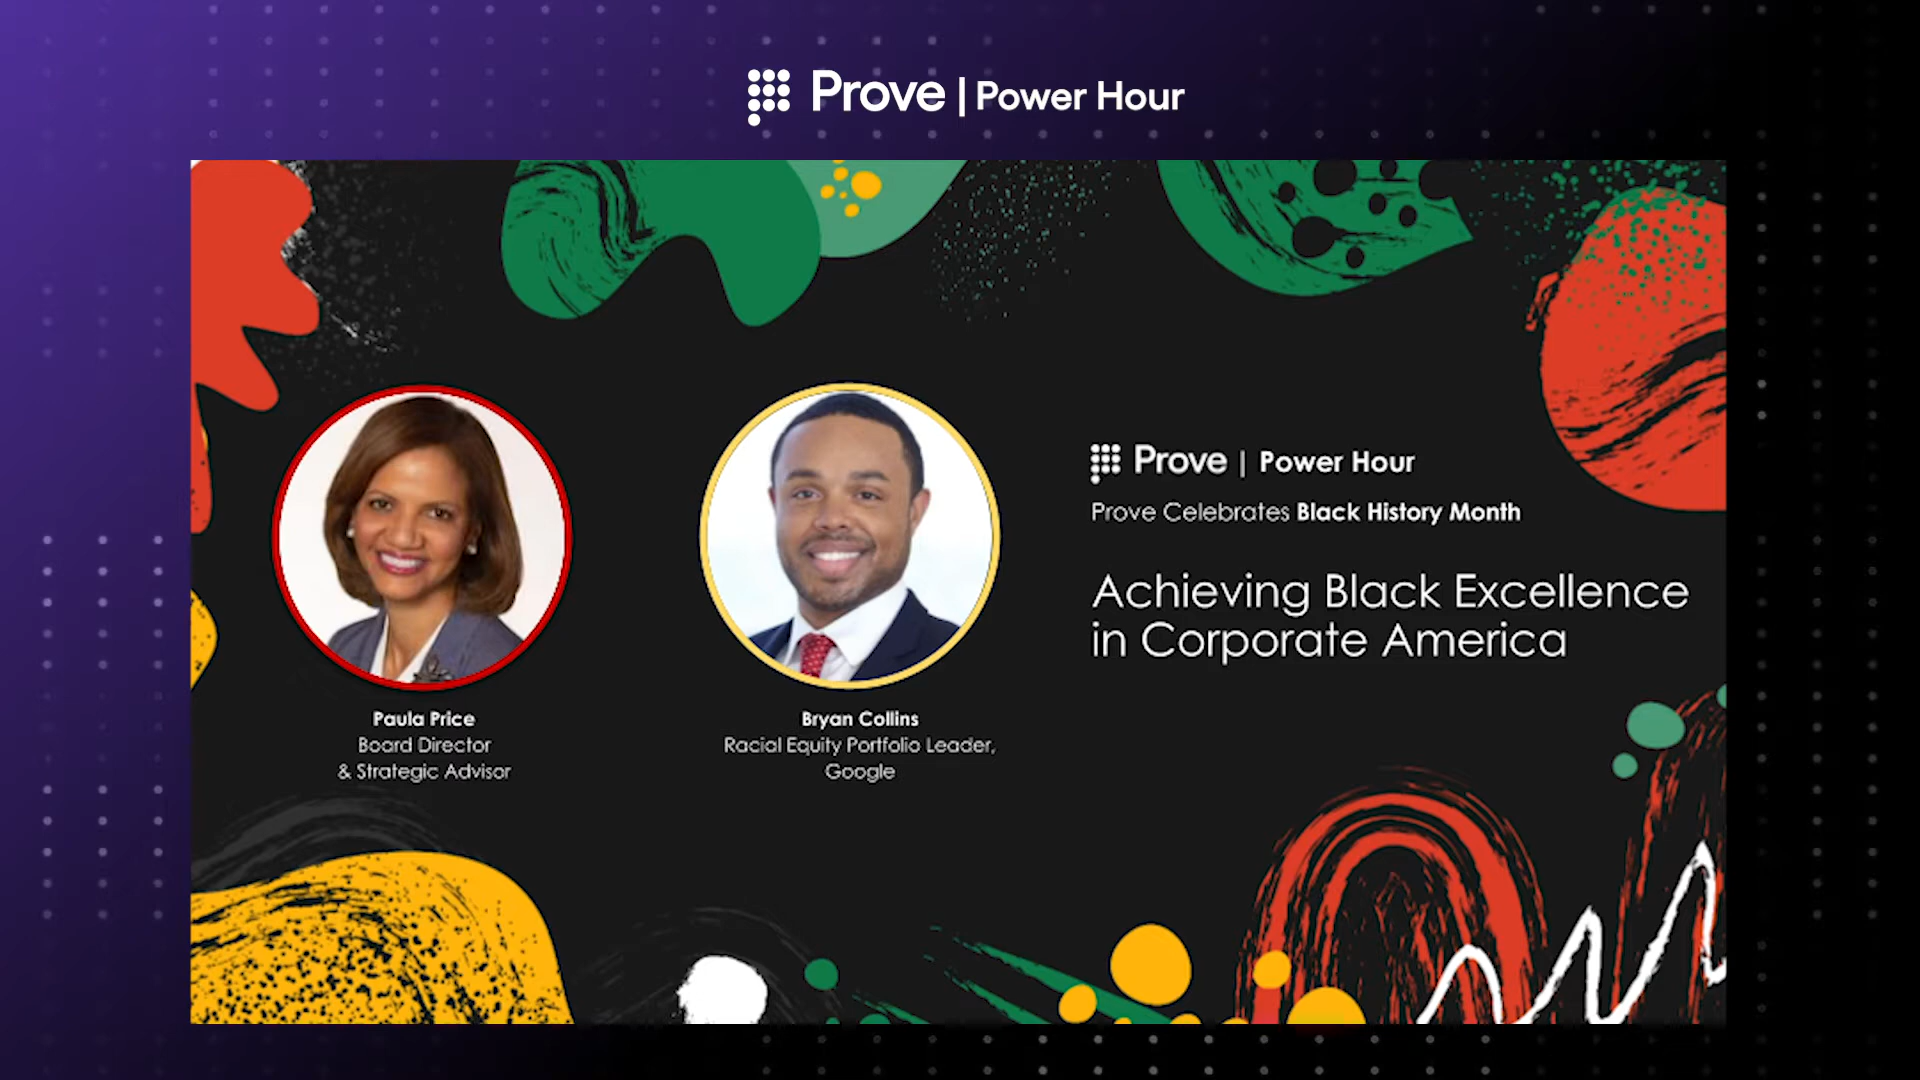 Prove | Power Hour
Prove | Power Hour
Prove Celebrates Black History Month
Achieving Black Excellence
in Corporate America
Paula Price
Board Director
& Strategic Advisor
Bryan Collins
Racial Equity Portfolio Leader,
Google